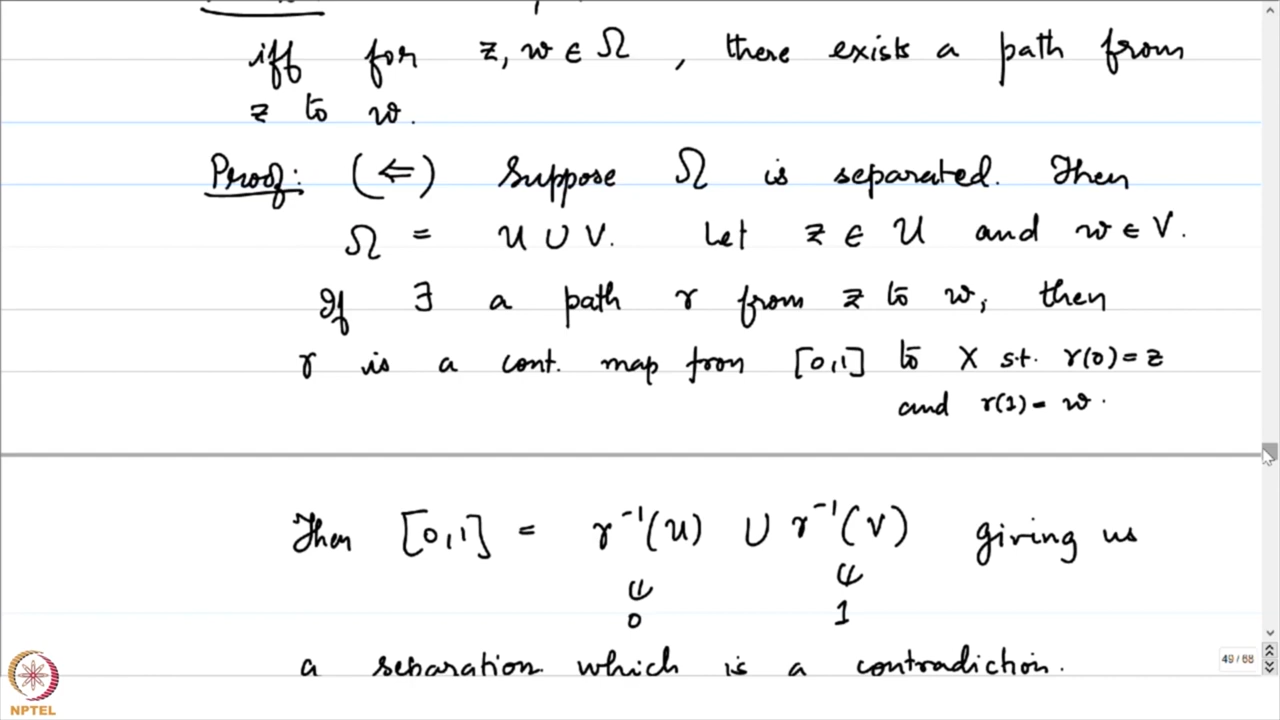 iff for z, w ∈ Ω, there exists a path from
z to w.
Proof: (⇐) Suppose Ω is separated. Then
Ω = U ∪ V. Let z ∈ U and w ∈ V.
If ∃ a path γ from z to w, then
γ is a cont. map from [0,1] to X s.t. γ(0) = z
and γ(1) = w.
Then [0,1] = γ⁻¹(U) ∪ γ⁻¹(V) giving us
∈ ∈
0 1
a separation which is a contradiction.
49 / 68
NPTEL